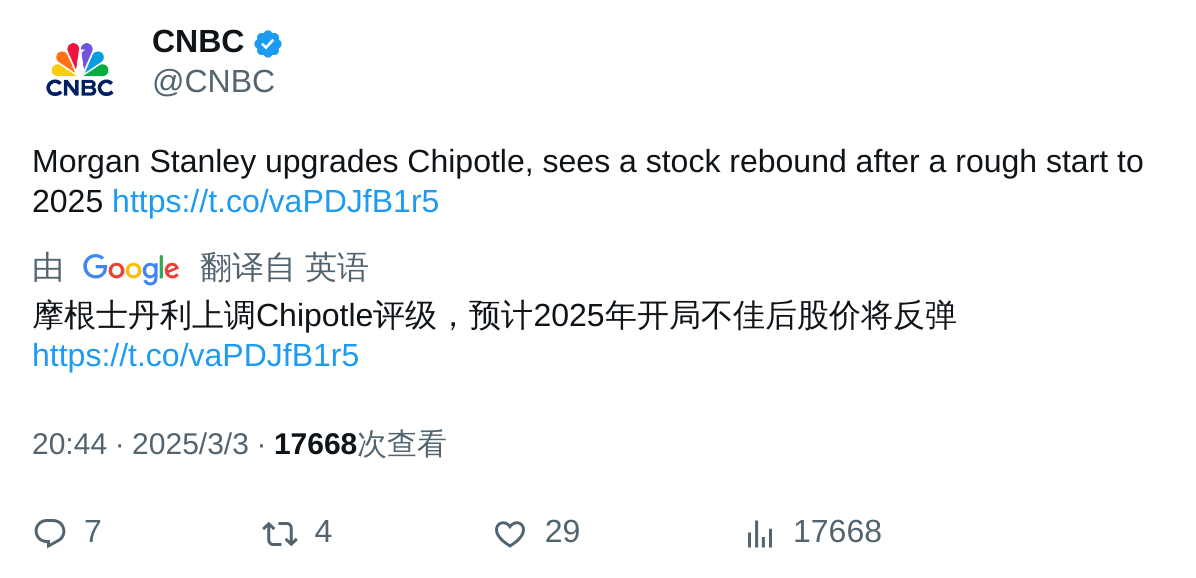 CNBC
CNBC
@CNBC
Morgan Stanley upgrades Chipotle, sees a stock rebound after a rough start to
2025 https://t.co/vaPDJfB1r5
由 Google 翻译自 英语
摩根士丹利上调Chipotle评级，预计2025年开局不佳后股价将反弹
https://t.co/vaPDJfB1r5
20:44 · 2025/3/3 · 17668次查看
7 4 29 17668